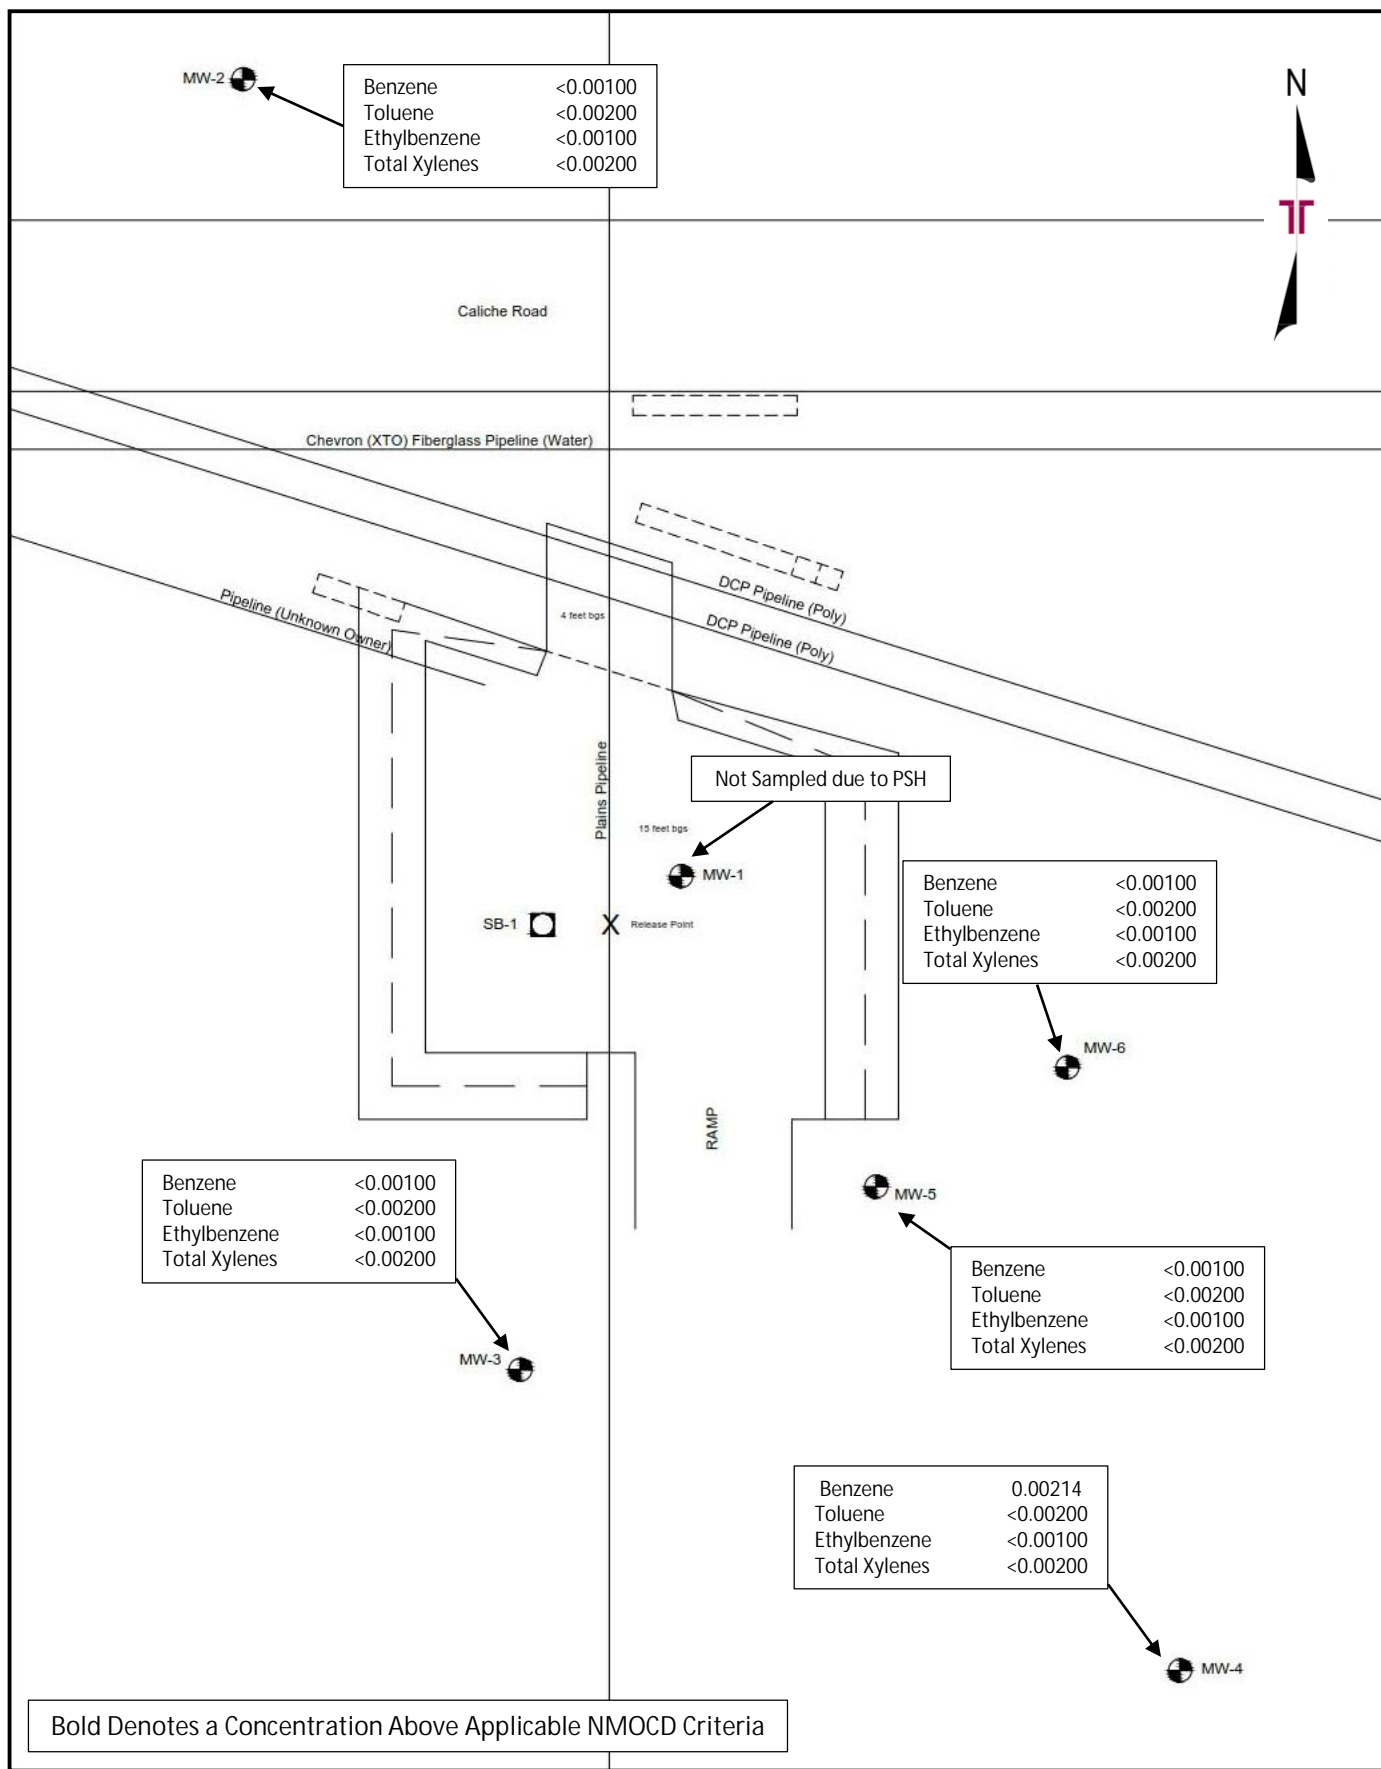 MW-2
Benzene <0.00100
Toluene <0.00200
Ethylbenzene <0.00100
Total Xylenes <0.00200
N
Caliche Road
Chevron (XTO) Fiberglass Pipeline (Water)
DCP Pipeline (Poly)
DCP Pipeline (Poly)
Pipeline (Unknown Owner)
4 feet bgs
Plains Pipeline
Not Sampled due to PSH
15 feet bgs
MW-1
SB-1
X Release Point
Benzene <0.00100
Toluene <0.00200
Ethylbenzene <0.00100
Total Xylenes <0.00200
MW-6
RAMP
Benzene <0.00100
Toluene <0.00200
Ethylbenzene <0.00100
Total Xylenes <0.00200
MW-3
MW-5
Benzene <0.00100
Toluene <0.00200
Ethylbenzene <0.00100
Total Xylenes <0.00200
Benzene 0.00214
Toluene <0.00200
Ethylbenzene <0.00100
Total Xylenes <0.00200
MW-4
Bold Denotes a Concentration Above Applicable NMOCD Criteria